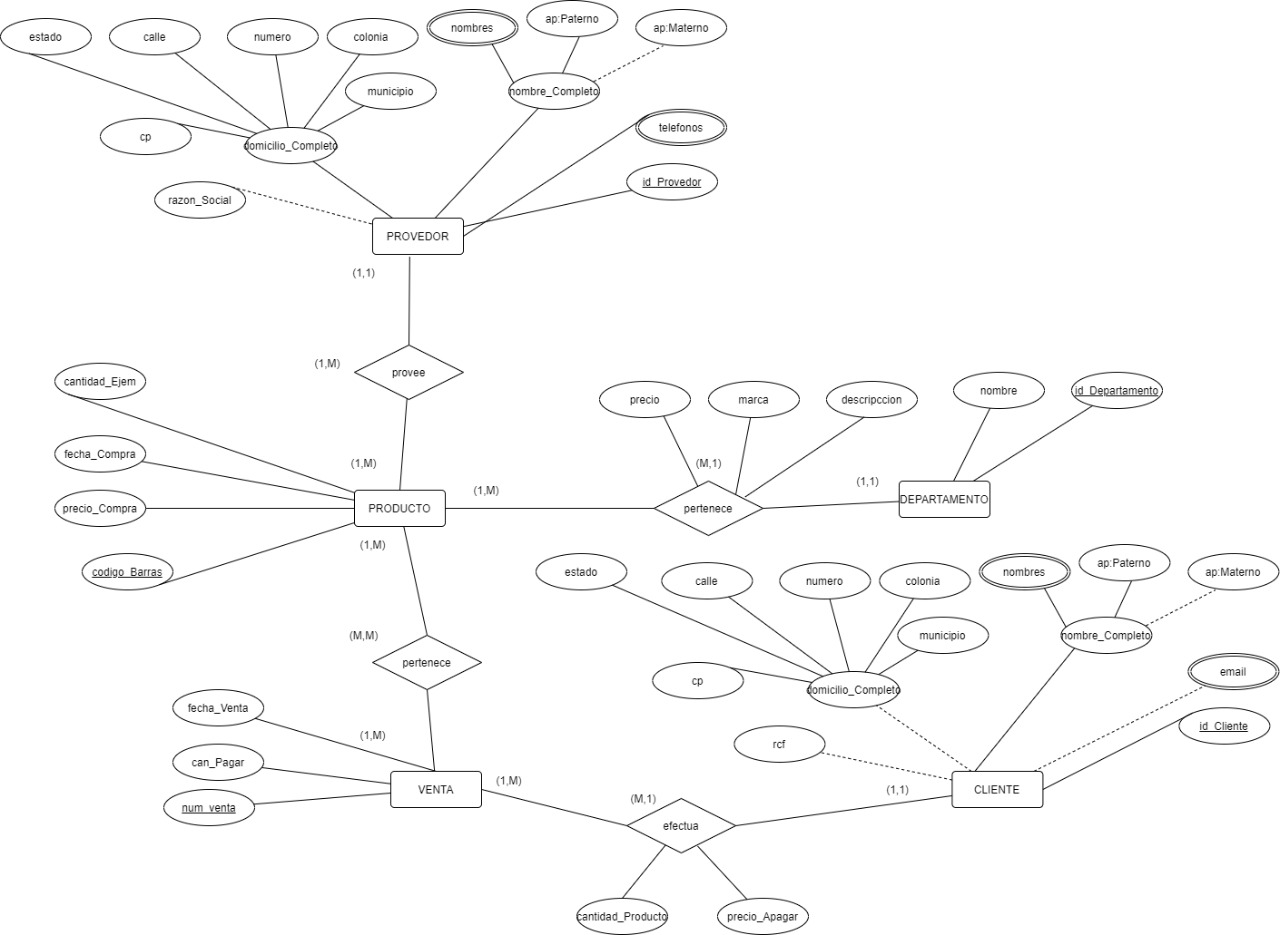 nombres
ap:Paterno
ap:Materno
estado
calle
numero
colonia
municipio
nombre_Completo
cp
domicilio_Completo
telefonos
id_Provedor
razon_Social
PROVEDOR
(1,1)
(1,M)
provee
cantidad_Ejem
precio
marca
descripccion
nombre
id_Departamento
fecha_Compra
(1,M)
(M,1)
(1,1)
(1,M)
precio_Compra
PRODUCTO
pertenece
DEPARTAMENTO
(1,M)
codigo_Barras
estado
calle
numero
colonia
nombres
ap:Paterno
ap:Materno
(M,M)
municipio
nombre_Completo
pertenece
cp
domicilio_Completo
email
fecha_Venta
id_Cliente
(1,M)
rcf
can_Pagar
(1,M)
VENTA
(M,1)
(1,1)
CLIENTE
num_venta
efectua
cantidad_Producto
precio_Apagar